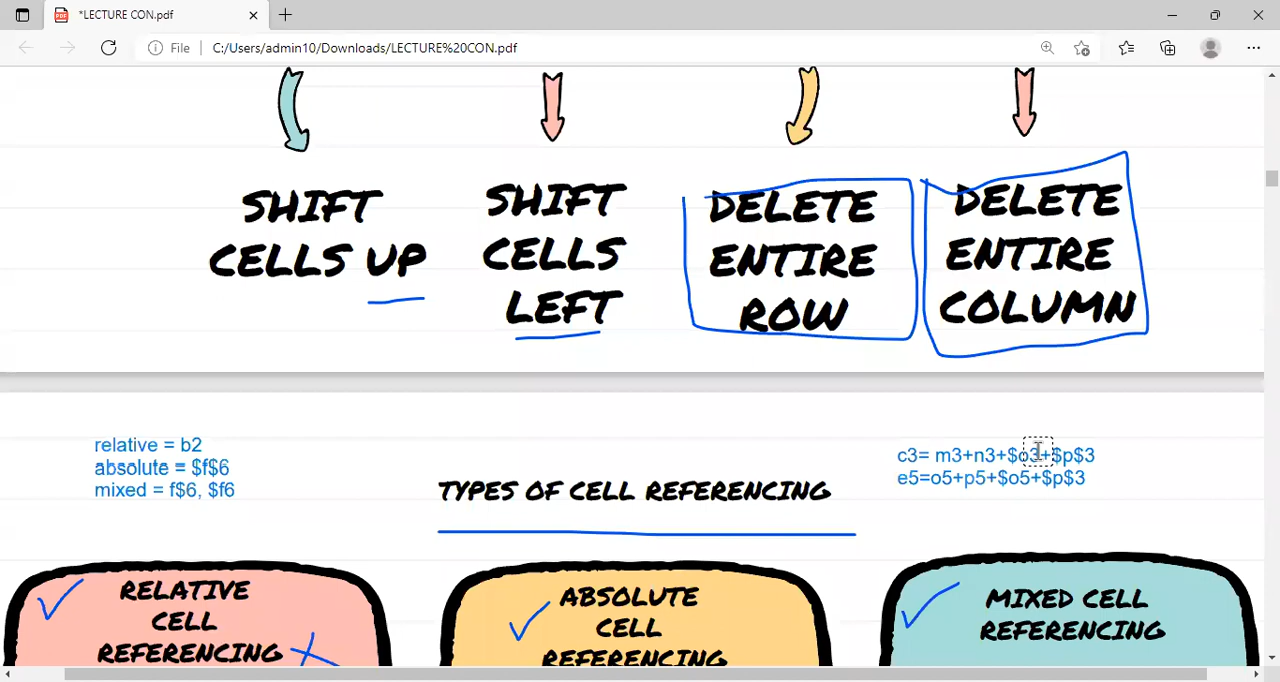 *LECTURE CON.pdf
File
C:/Users/admin10/Downloads/LECTURE%20CON.pdf
SHIFT
CELLS UP
SHIFT
CELLS
LEFT
DELETE
ENTIRE
ROW
DELETE
ENTIRE
COLUMN
relative = b2
absolute = $f$6
mixed = f$6, $f6
TYPES OF CELL REFERENCING
c3= m3+n3+$o3+$p$3
e5=o5+p5+$o5+$p$3
RELATIVE
CELL
REFERENCING
ABSOLUTE
CELL
REFERENCING
MIXED CELL
REFERENCING